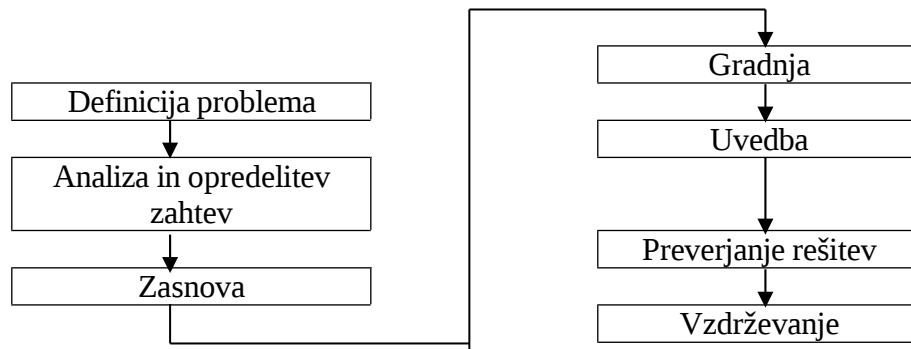 Definicija problema
Analiza in opredelitev
zahtev
Zasnova
Gradnja
Uvedba
Preverjanje rešitev
Vzdrževanje